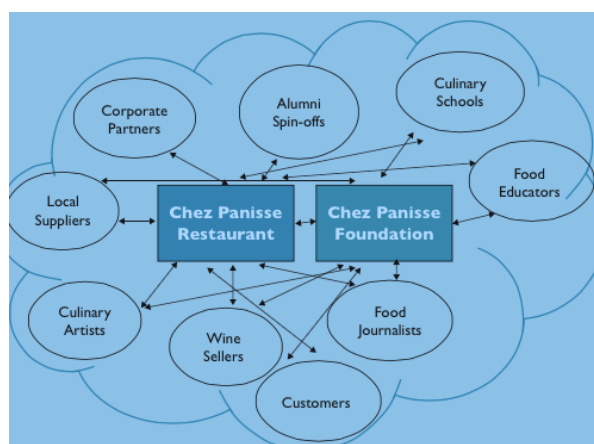 Culinary
Schools
Alumni
Spin-offs
Corporate
Partners
Food
Educators
Local
Suppliers
Chez Panisse
Restaurant
Chez Panisse
Foundation
Culinary
Artists
Wine
Sellers
Food
Journalists
Customers